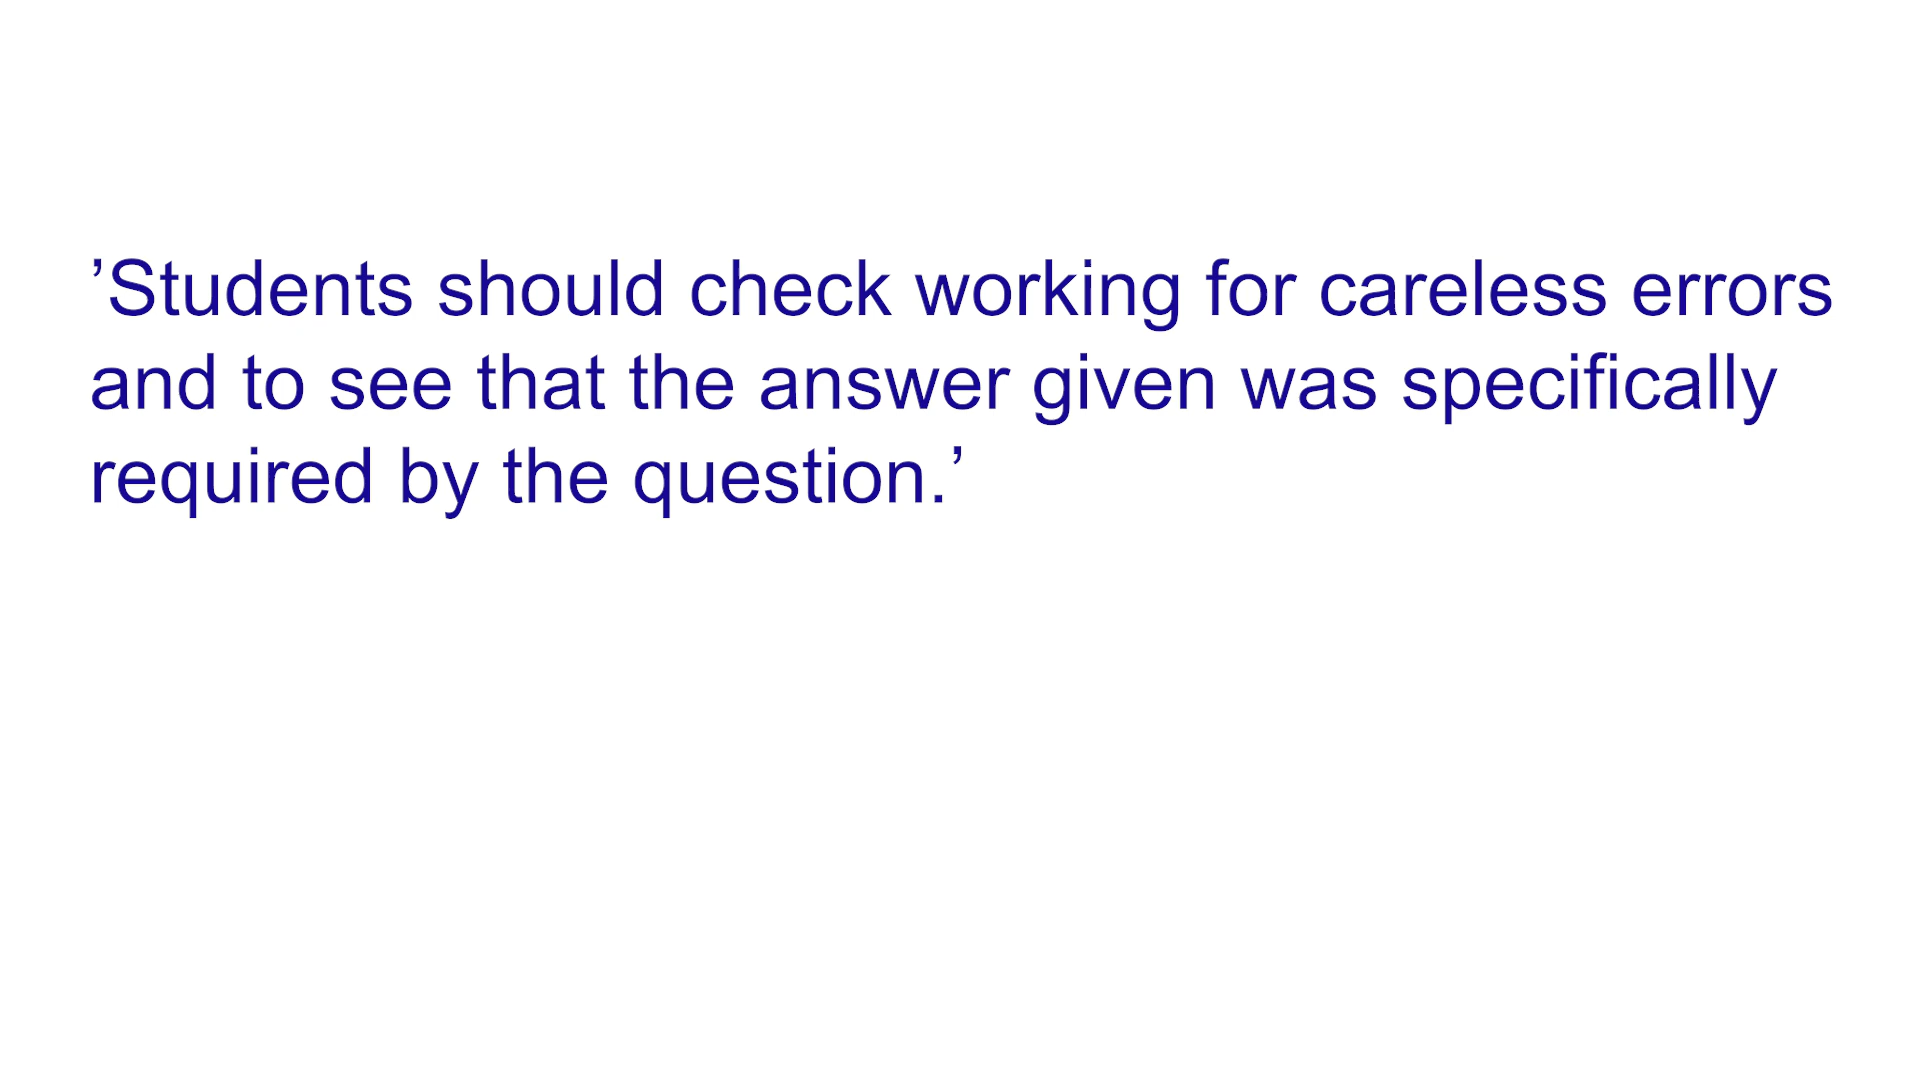 ’Students should check working for careless errors
and to see that the answer given was specifically
required by the question.’